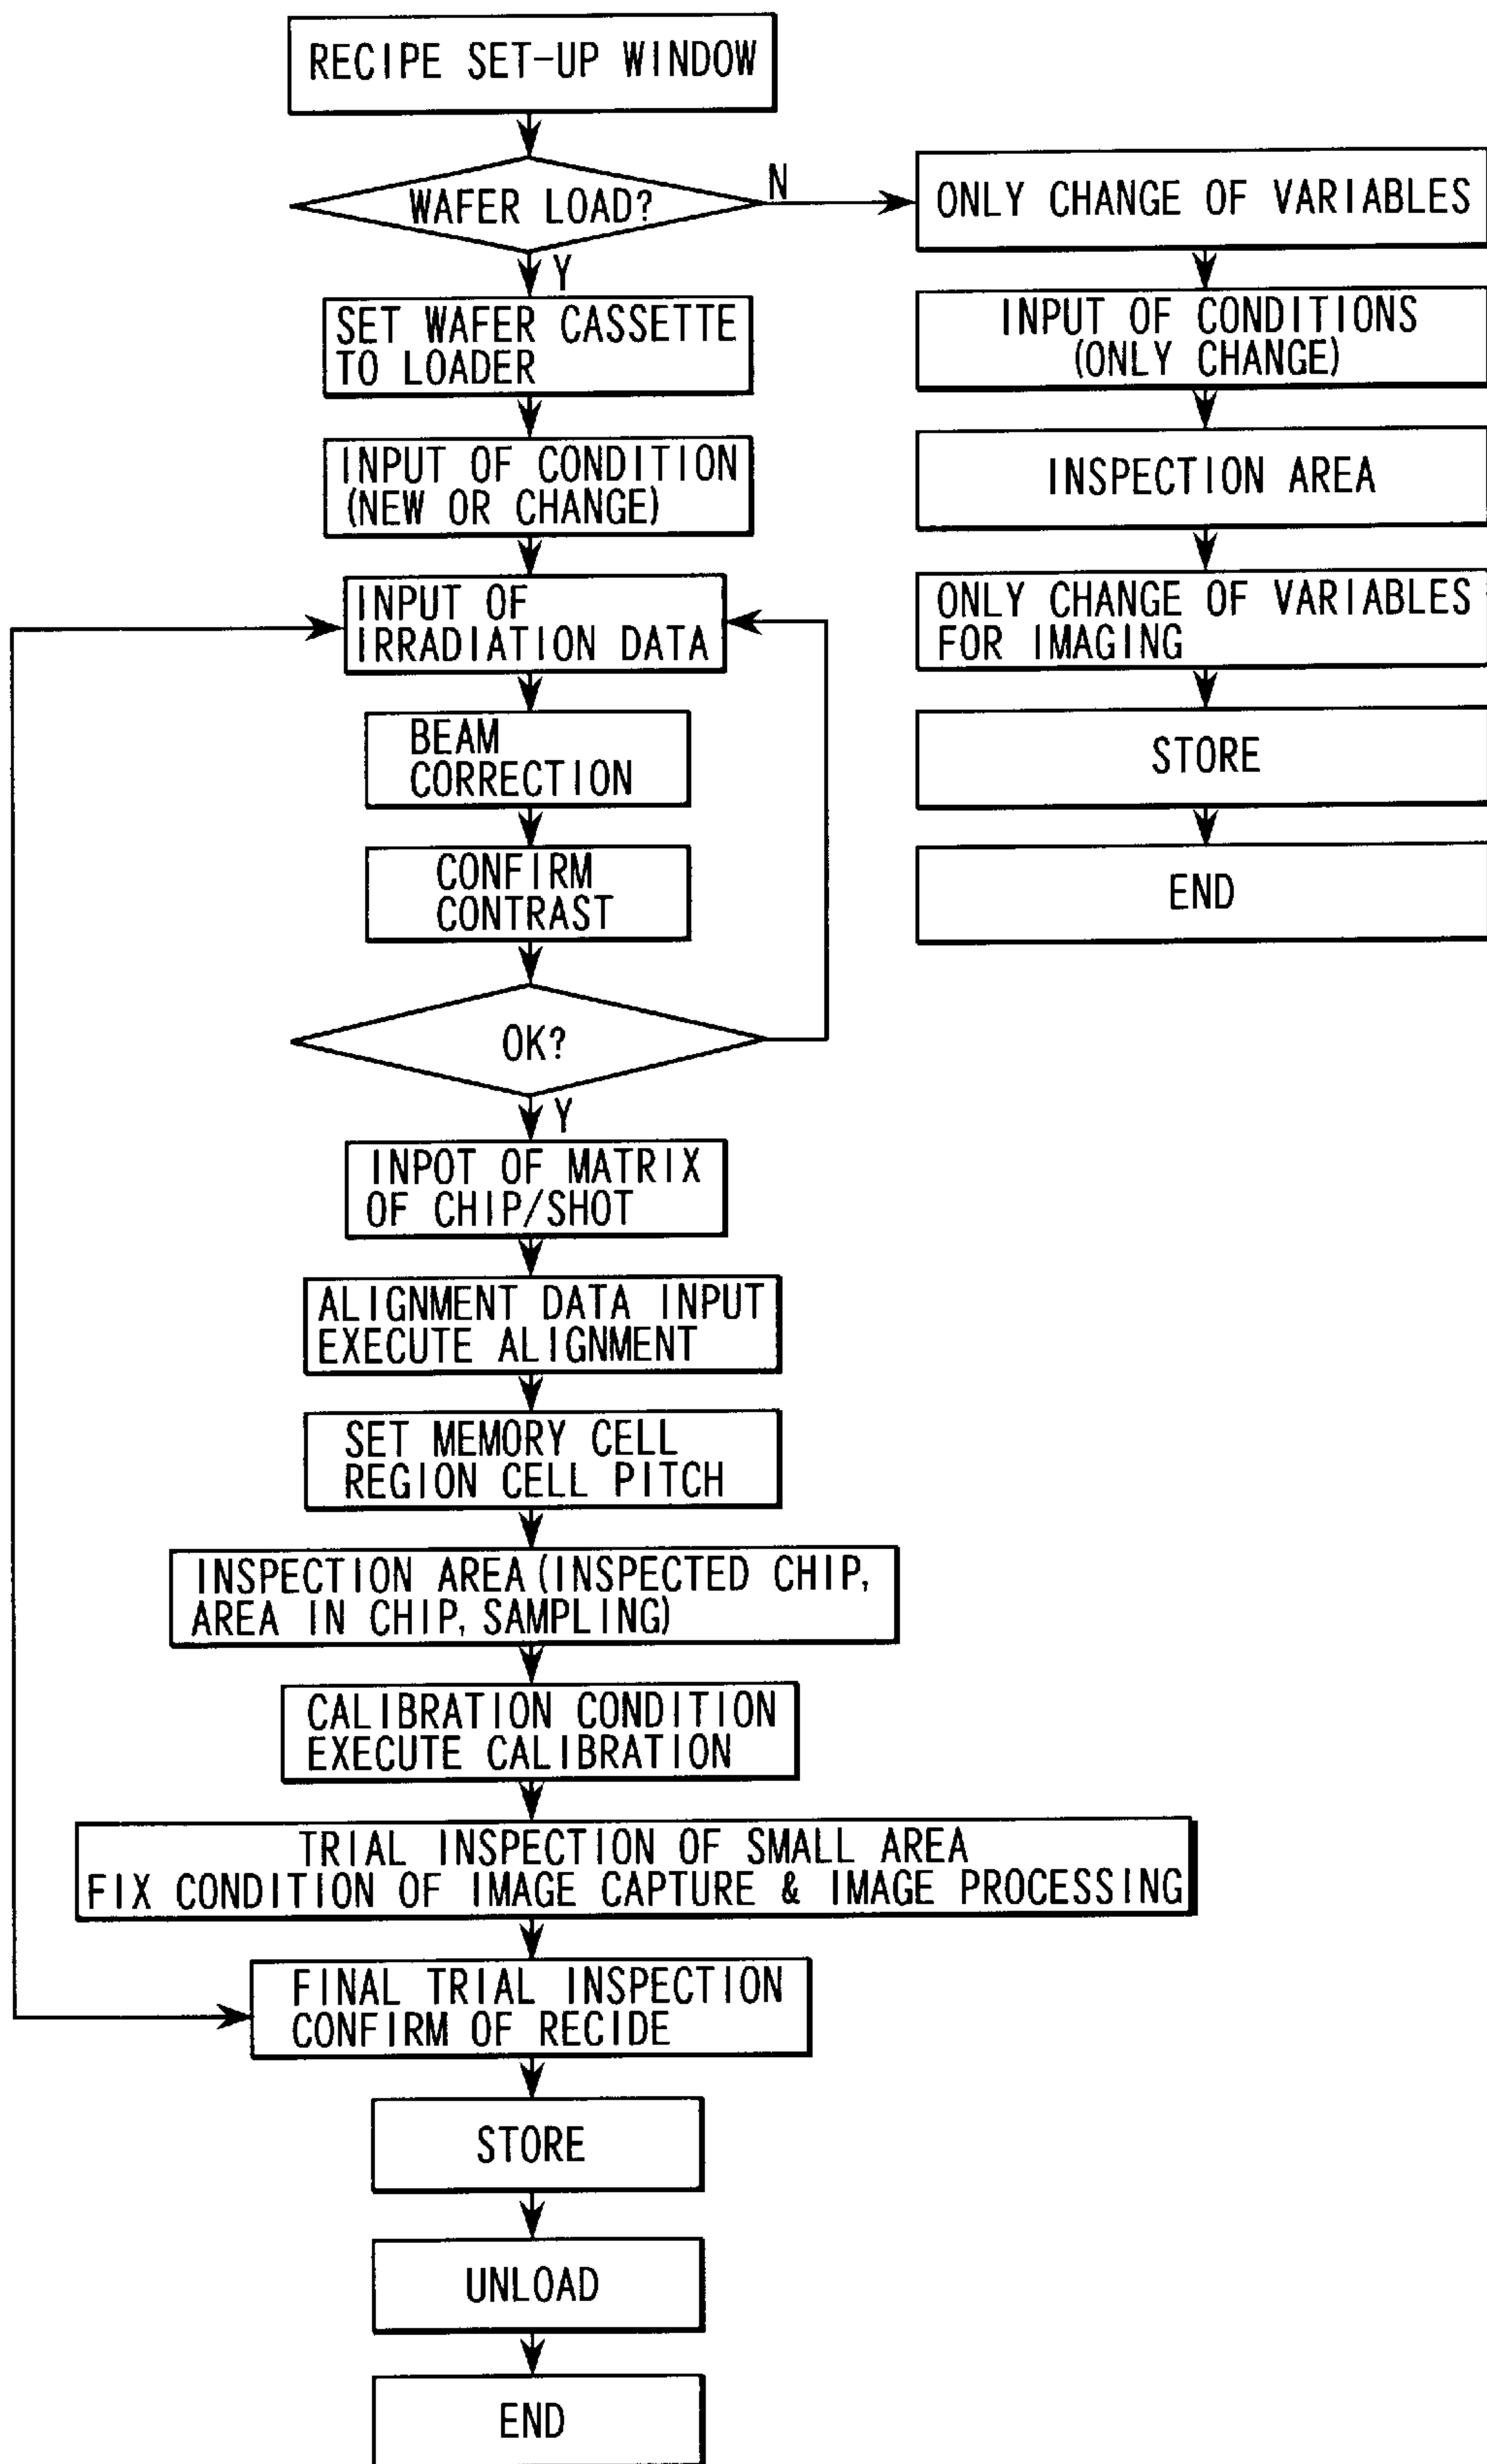 RECIPE SET-UP WINDOW
WAFER LOAD?
N
Y
SET WAFER CASSETTE
TO LOADER
INPUT OF CONDITION
(NEW OR CHANGE)
INPUT OF
IRRADIATION DATA
BEAM
CORRECTION
CONFIRM
CONTRAST
OK?
Y
INPOT OF MATRIX
OF CHIP/SHOT
ALIGNMENT DATA INPUT
EXECUTE ALIGNMENT
SET MEMORY CELL
REGION CELL PITCH
INSPECTION AREA (INSPECTED CHIP,
AREA IN CHIP, SAMPLING)
CALIBRATION CONDITION
EXECUTE CALIBRATION
TRIAL INSPECTION OF SMALL AREA
FIX CONDITION OF IMAGE CAPTURE & IMAGE PROCESSING
FINAL TRIAL INSPECTION
CONFIRM OF RECIDE
STORE
UNLOAD
END
ONLY CHANGE OF VARIABLES
INPUT OF CONDITIONS
(ONLY CHANGE)
INSPECTION AREA
ONLY CHANGE OF VARIABLES
FOR IMAGING
STORE
END